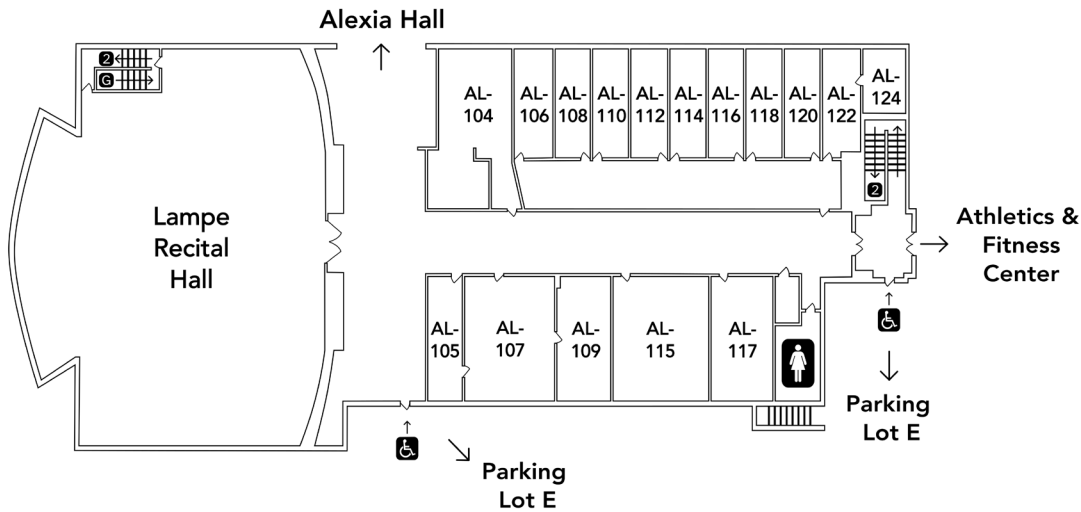 Alexia Hall
2
G
AL-
104
AL-
106
AL-
108
AL-
110
AL-
112
AL-
114
AL-
116
AL-
118
AL-
120
AL-
122
AL-
124
2
Lampe
Recital
Hall
Athletics &
Fitness
Center
AL-
105
AL-
107
AL-
109
AL-
115
AL-
117
Parking
Lot E
Parking
Lot E